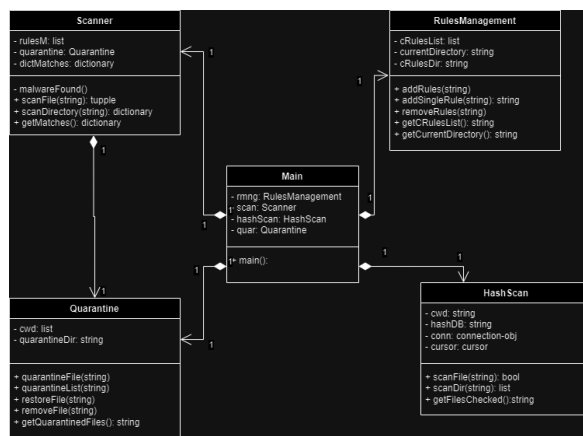 Scanner
- rulesM: list
- quarantine: Quarantine
- dictMatches: dictionary
- malwareFound()
+ scanFile(string): tupple
+ scanDirectory(string): dictionary
+ getMatches(): dictionary
1
1
RulesManagement
- cRulesList: list
- currentDirectory: string
- cRulesDir: string
+ addRules(string)
+ addSingleRule(string): string
+ removeRules(string)
+ getCRulesList(): string
+ getCurrentDirectory(): string
1
Main
- rmng: RulesManagement
- scan: Scanner
- hashScan: HashScan
- quar: Quarantine
+ main():
1
1
1
1
1
1
1
Quarantine
- cwd: list
- quarantineDir: string
+ quarantineFile(string)
+ quarantineList(string)
+ restoreFile(string)
+ removeFile(string)
+ getQuarantinedFiles(): string
1
1
HashScan
- cwd: string
- hashDB: string
- conn: connection-obj
- cursor: cursor
+ scanFile(string): bool
+ scanDir(string): list
+ getFilesChecked():string